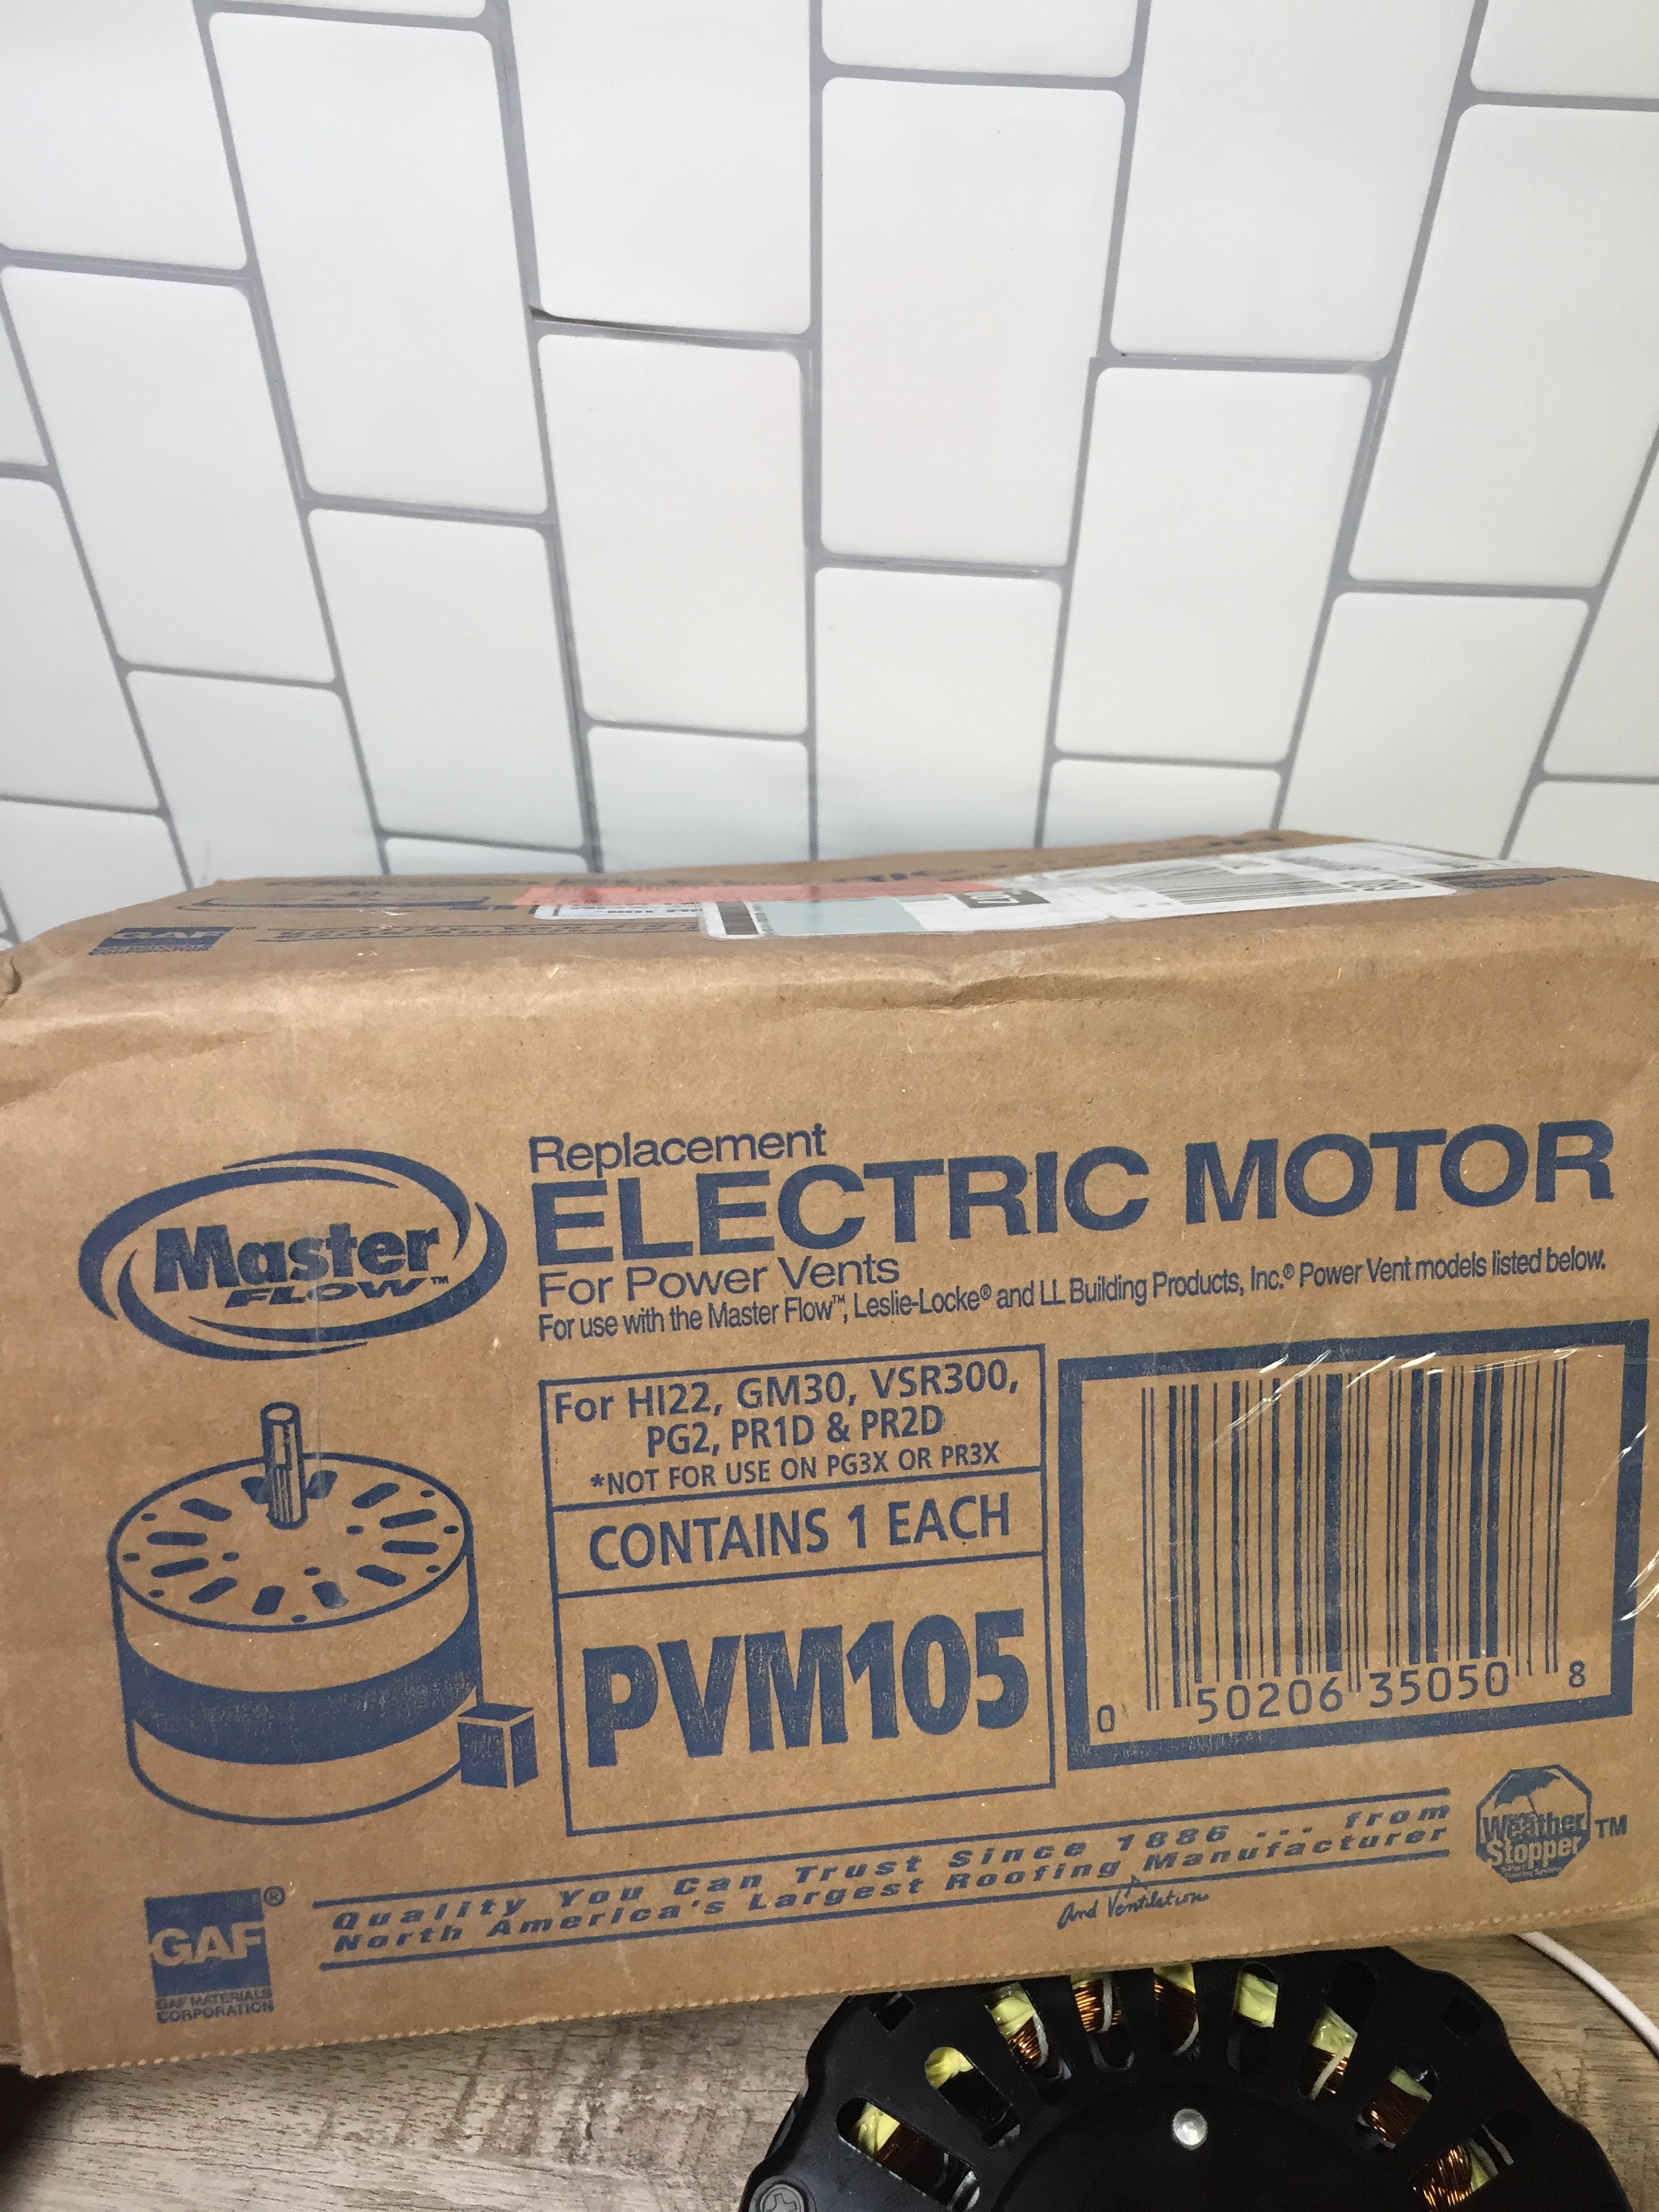 GAF
Master
FLOW™
Replacement
ELECTRIC MOTOR
For Power Vents
For use with the Master Flow™, Leslie-Locke® and LL Building Products, Inc.® Power Vent models listed below.
For HI22, GM30, VSR300,
PG2, PR1D & PR2D
*NOT FOR USE ON PG3X OR PR3X
CONTAINS 1 EACH
PVM105
0 50206 35050 8
Quality You Can Trust Since 1886 ... from
North America's Largest Roofing Manufacturer
And Ventilation
GAF®
GAF MATERIALS
CORPORATION
Weather
Stopper
TM